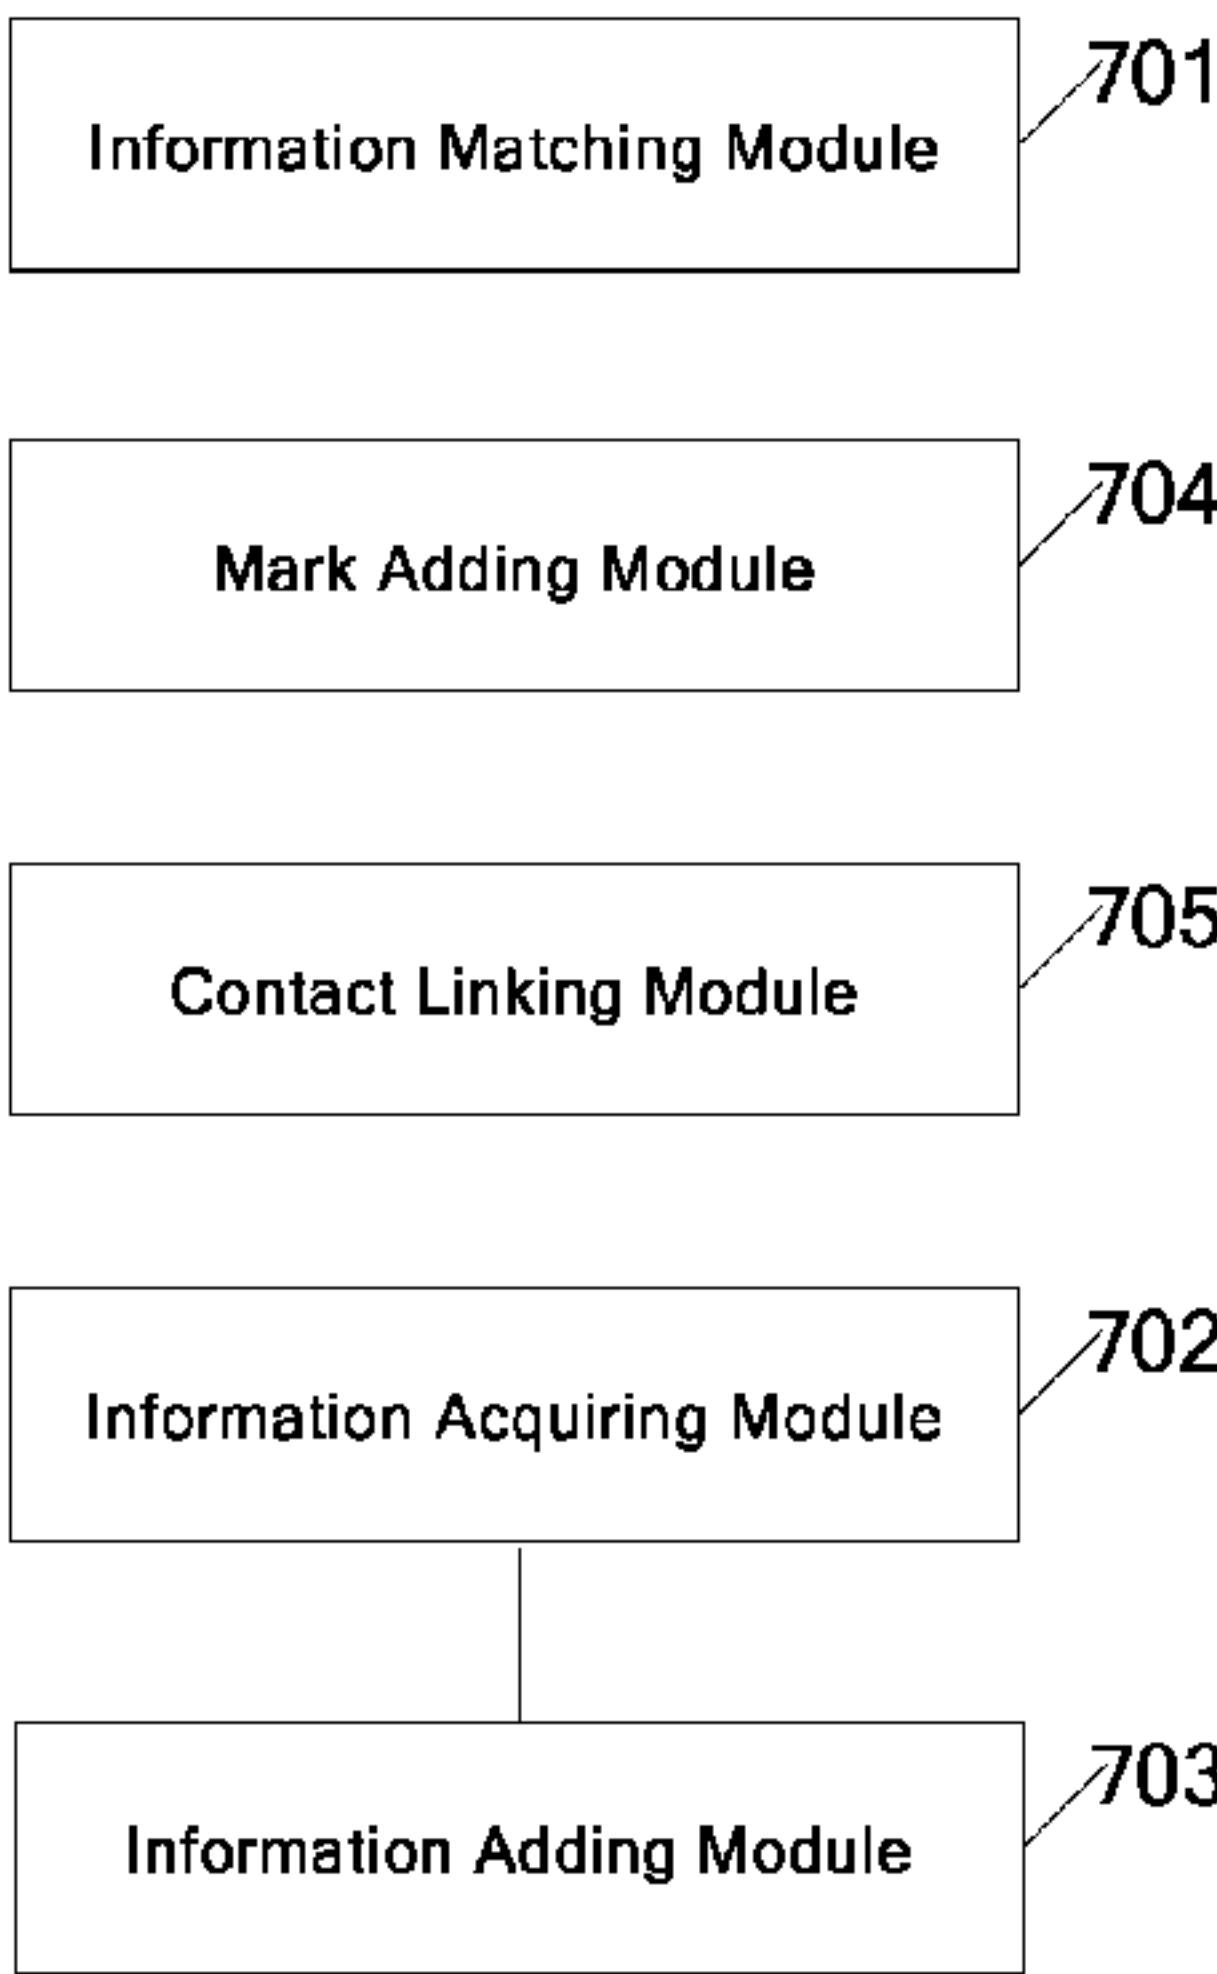 701
Information Matching Module
704
Mark Adding Module
705
Contact Linking Module
702
Information Acquiring Module
703
Information Adding Module